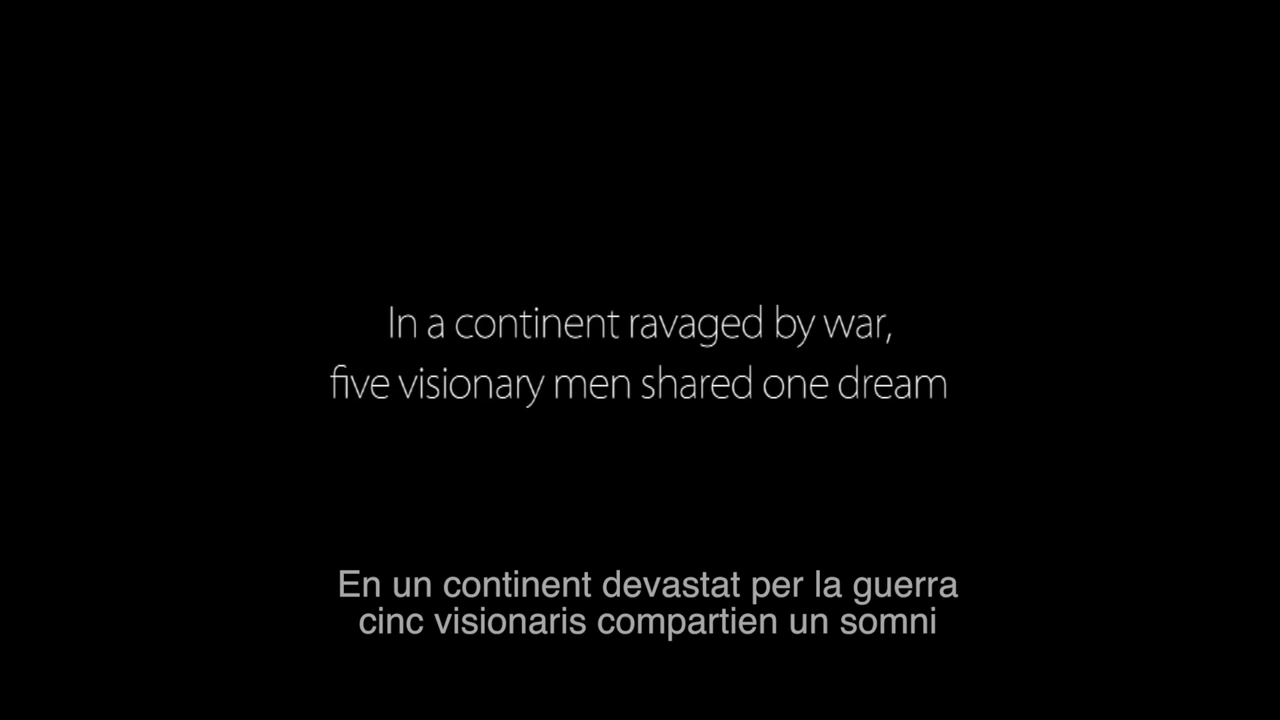 In a continent ravaged by war,
five visionary men shared one dream
En un continent devastat per la guerra
cinc visionaris compartien un somni